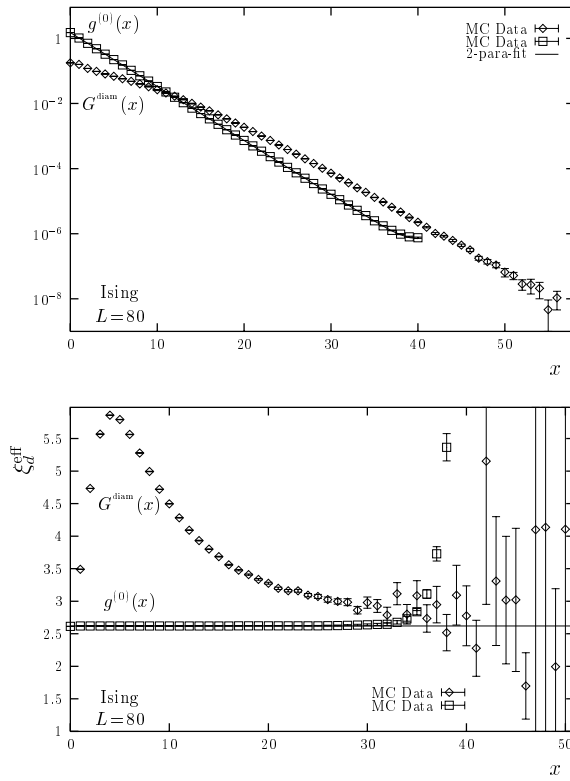 1
10^{-2}
10^{-4}
10^{-6}
10^{-8}
g^{(0)}(x)
G^{diam}(x)
MC Data
MC Data
2-para-fit
Ising
L=80
0 10 20 30 40 50
x
ξ_d^{eff}
5.5
5
4.5
4
3.5
3
2.5
2
1.5
1
G^{diam}(x)
g^{(0)}(x)
Ising
L=80
MC Data
MC Data
0 10 20 30 40 50
x